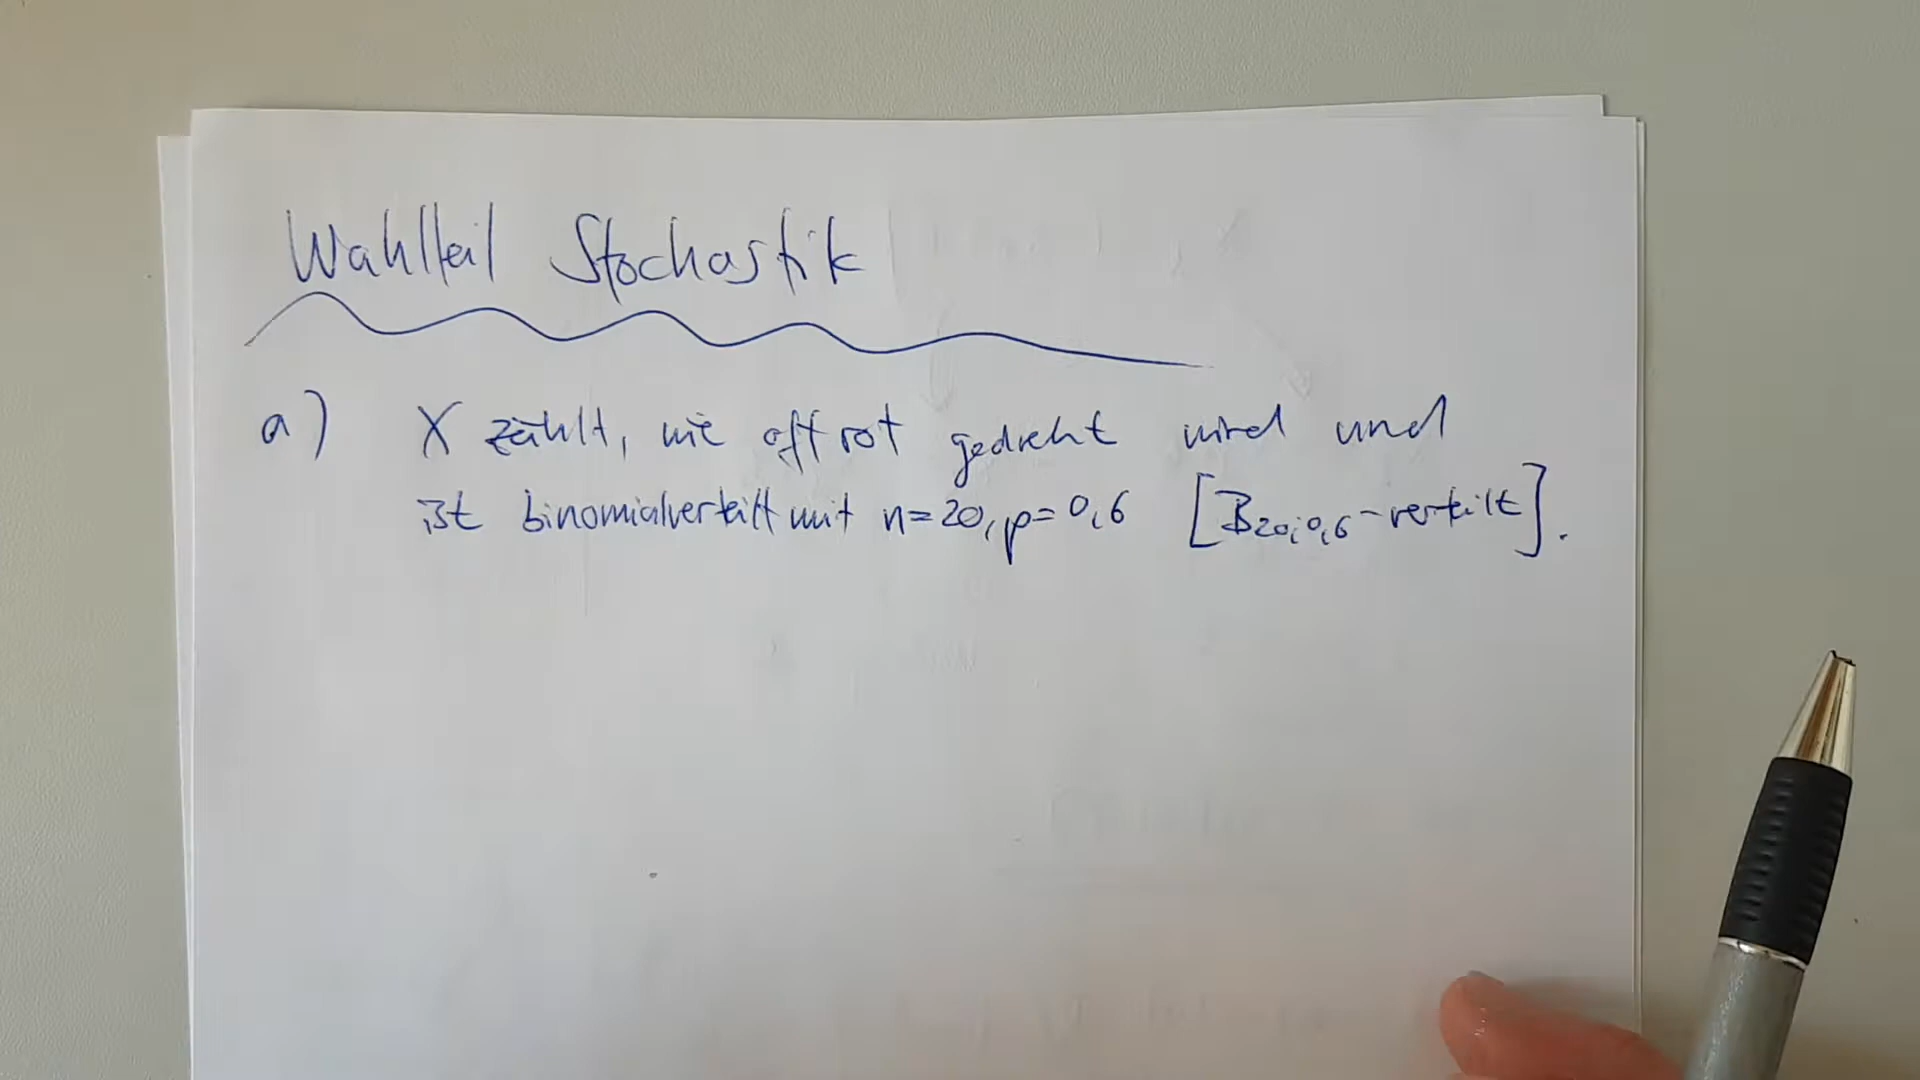 Wahlteil Stochastik
a) X zählt, wie oft rot gedreht wird und
ist binomialverteilt mit n=20, p=0,6 [B20;0,6-verteilt].